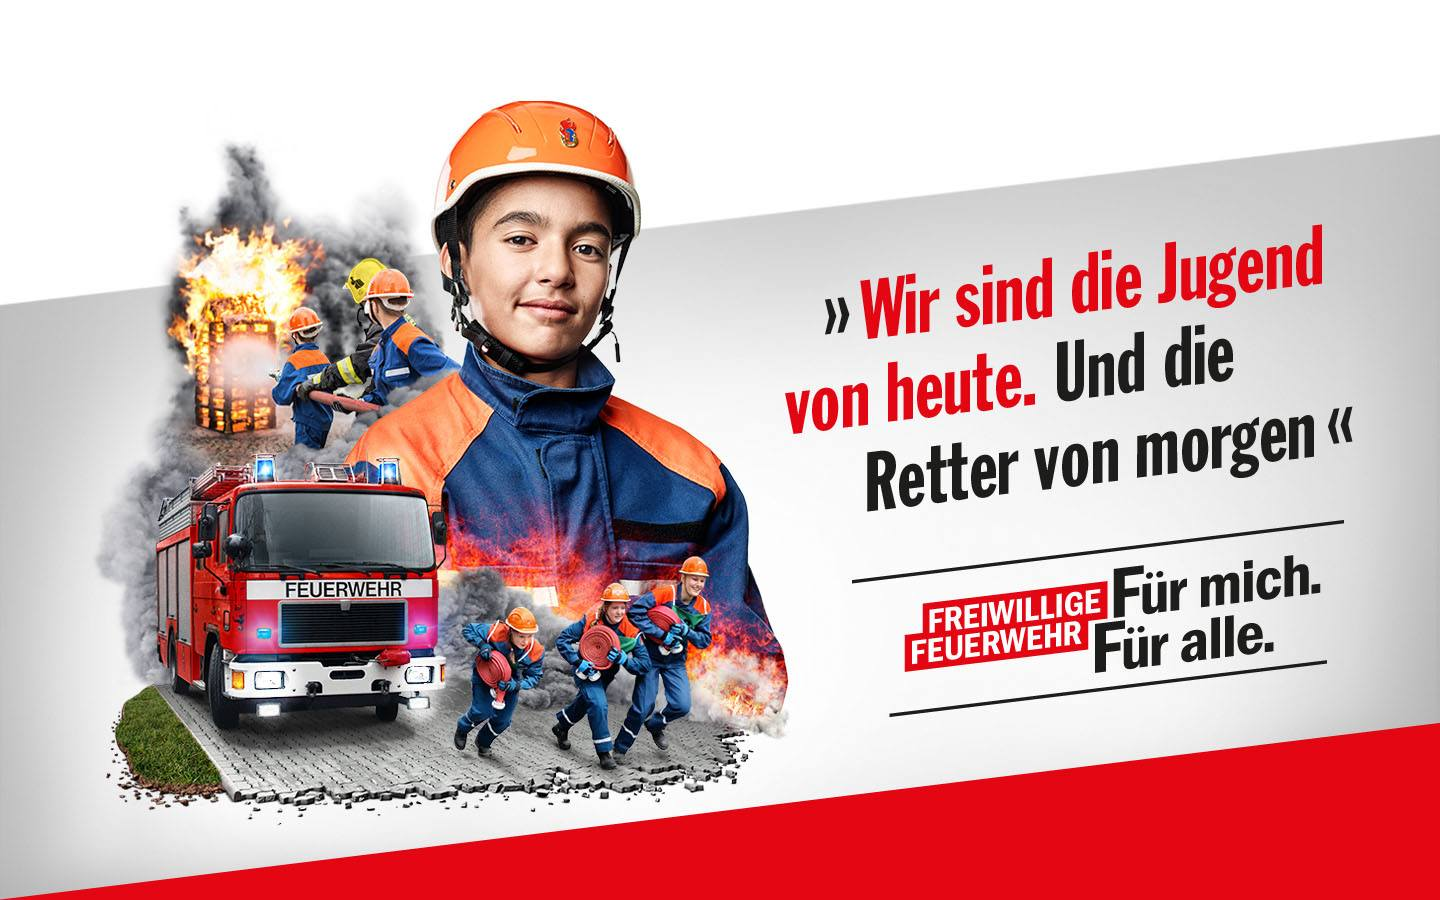 » Wir sind die Jugend
von heute. Und die
Retter von morgen «
FREIWILLIGE
FEUERWEHR
Für mich.
Für alle.
FEUERWEHR